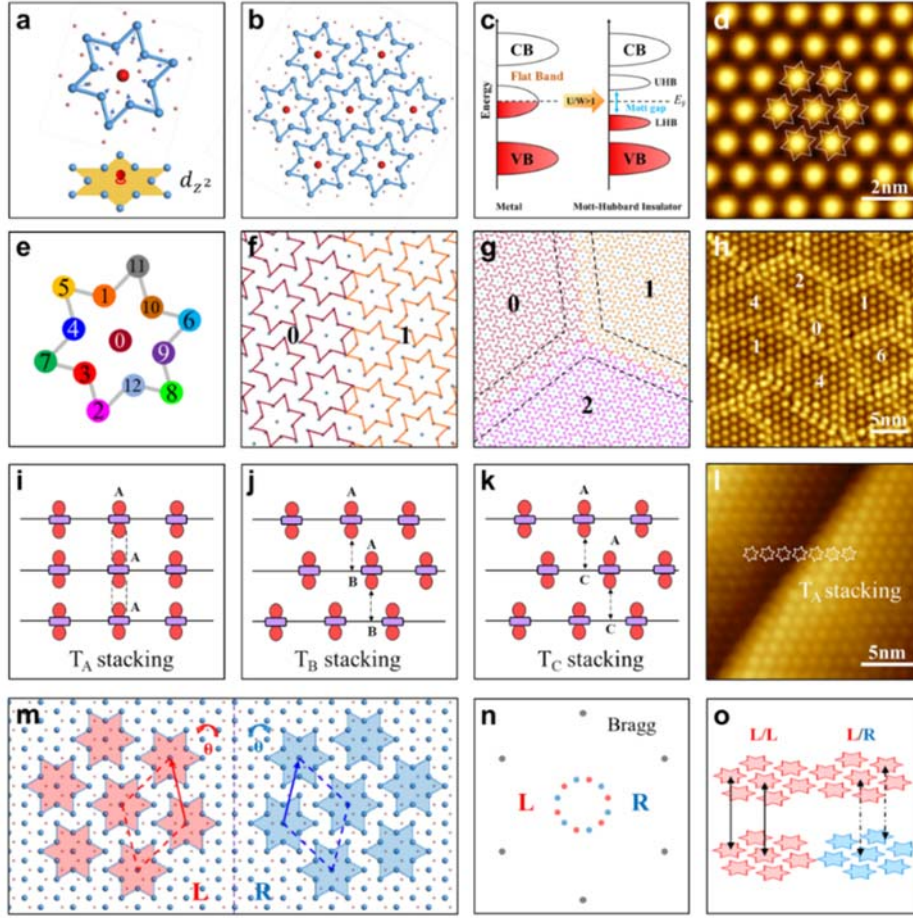 a
d_{z^2}
b
c
CB CB
Energy
Flat Band
UHB
U/W>1
E_F
Mott gap
LHB
VB VB
Metal Mott-Hubbard Insulator
d
2nm
e
11
5
1
10
6
4
0
9
7
3
12
8
2
f
0 1
g
0 1
2
h
2
4 1
0
1
6
4
5nm
i
A
A
A
T_A stacking
j
A
A
B
B
T_B stacking
k
A
A
C
C
T_C stacking
l
T_A stacking
5nm
m
θ θ
L R
n
Bragg
L R
o
L/L L/R